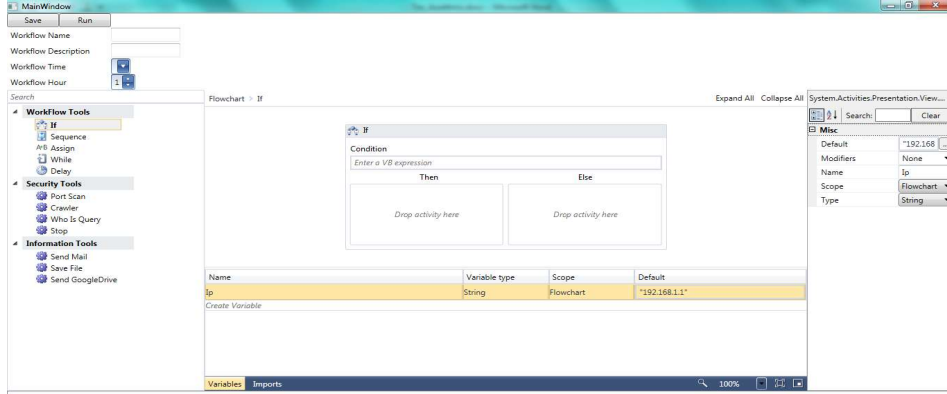 MainWindow
Save Run
Workflow Name
Workflow Description
Workflow Time
Workflow Hour 1
Search
WorkFlow Tools
If
Sequence
A+B Assign
While
Delay
Security Tools
Port Scan
Crawler
Who Is Query
Stop
Information Tools
Send Mail
Save File
Send GoogleDrive
Flowchart > If
Expand All Collapse All
If
Condition
Enter a VB expression
Then Else
Drop activity here Drop activity here
Name Variable type Scope Default
Ip String Flowchart "192.168.1.1"
Create Variable
Variables Imports
100%
System.Activities.Presentation.View....
Search: Clear
Misc
Default "192.168 ...
Modifiers None
Name Ip
Scope Flowchart
Type String